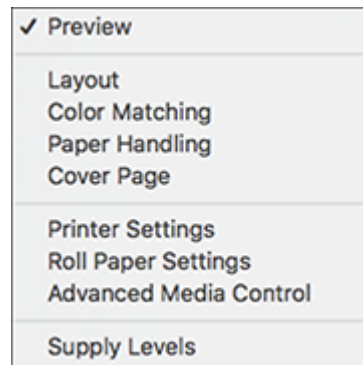 ✓ Preview
Layout
Color Matching
Paper Handling
Cover Page
Printer Settings
Roll Paper Settings
Advanced Media Control
Supply Levels